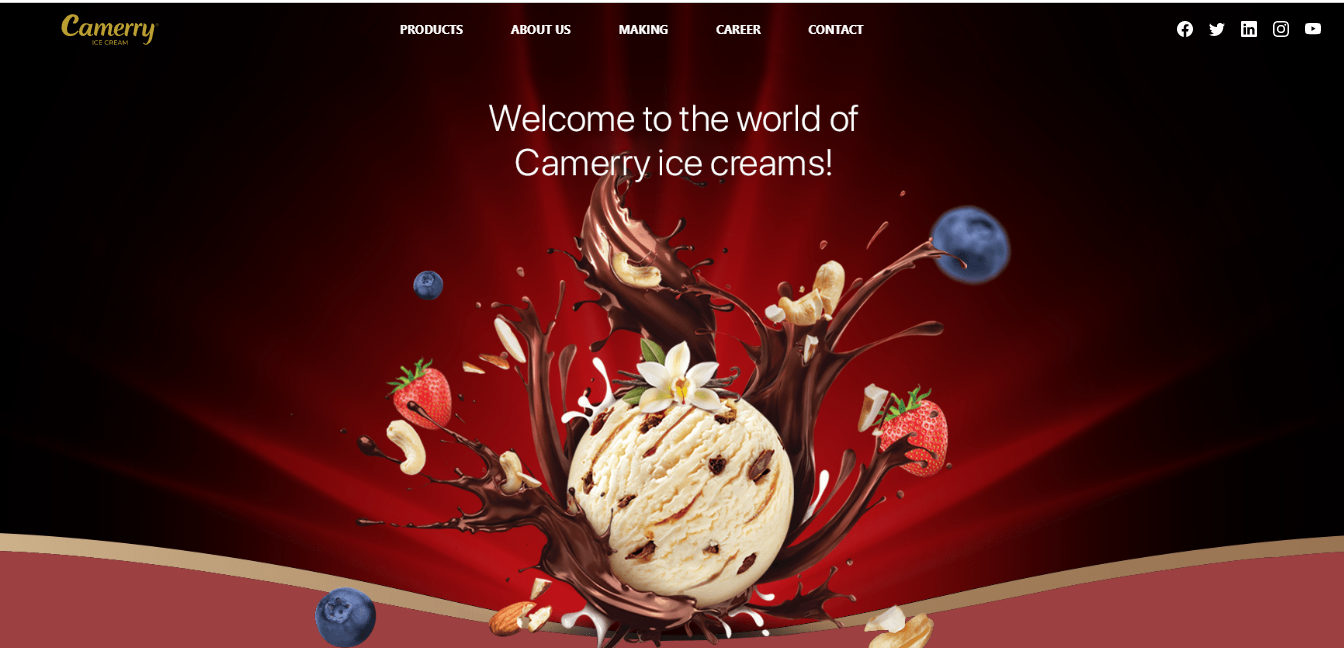 Camerry
ICE CREAM
PRODUCTS
ABOUT US
MAKING
CAREER
CONTACT
Welcome to the world of
Camerry ice creams!